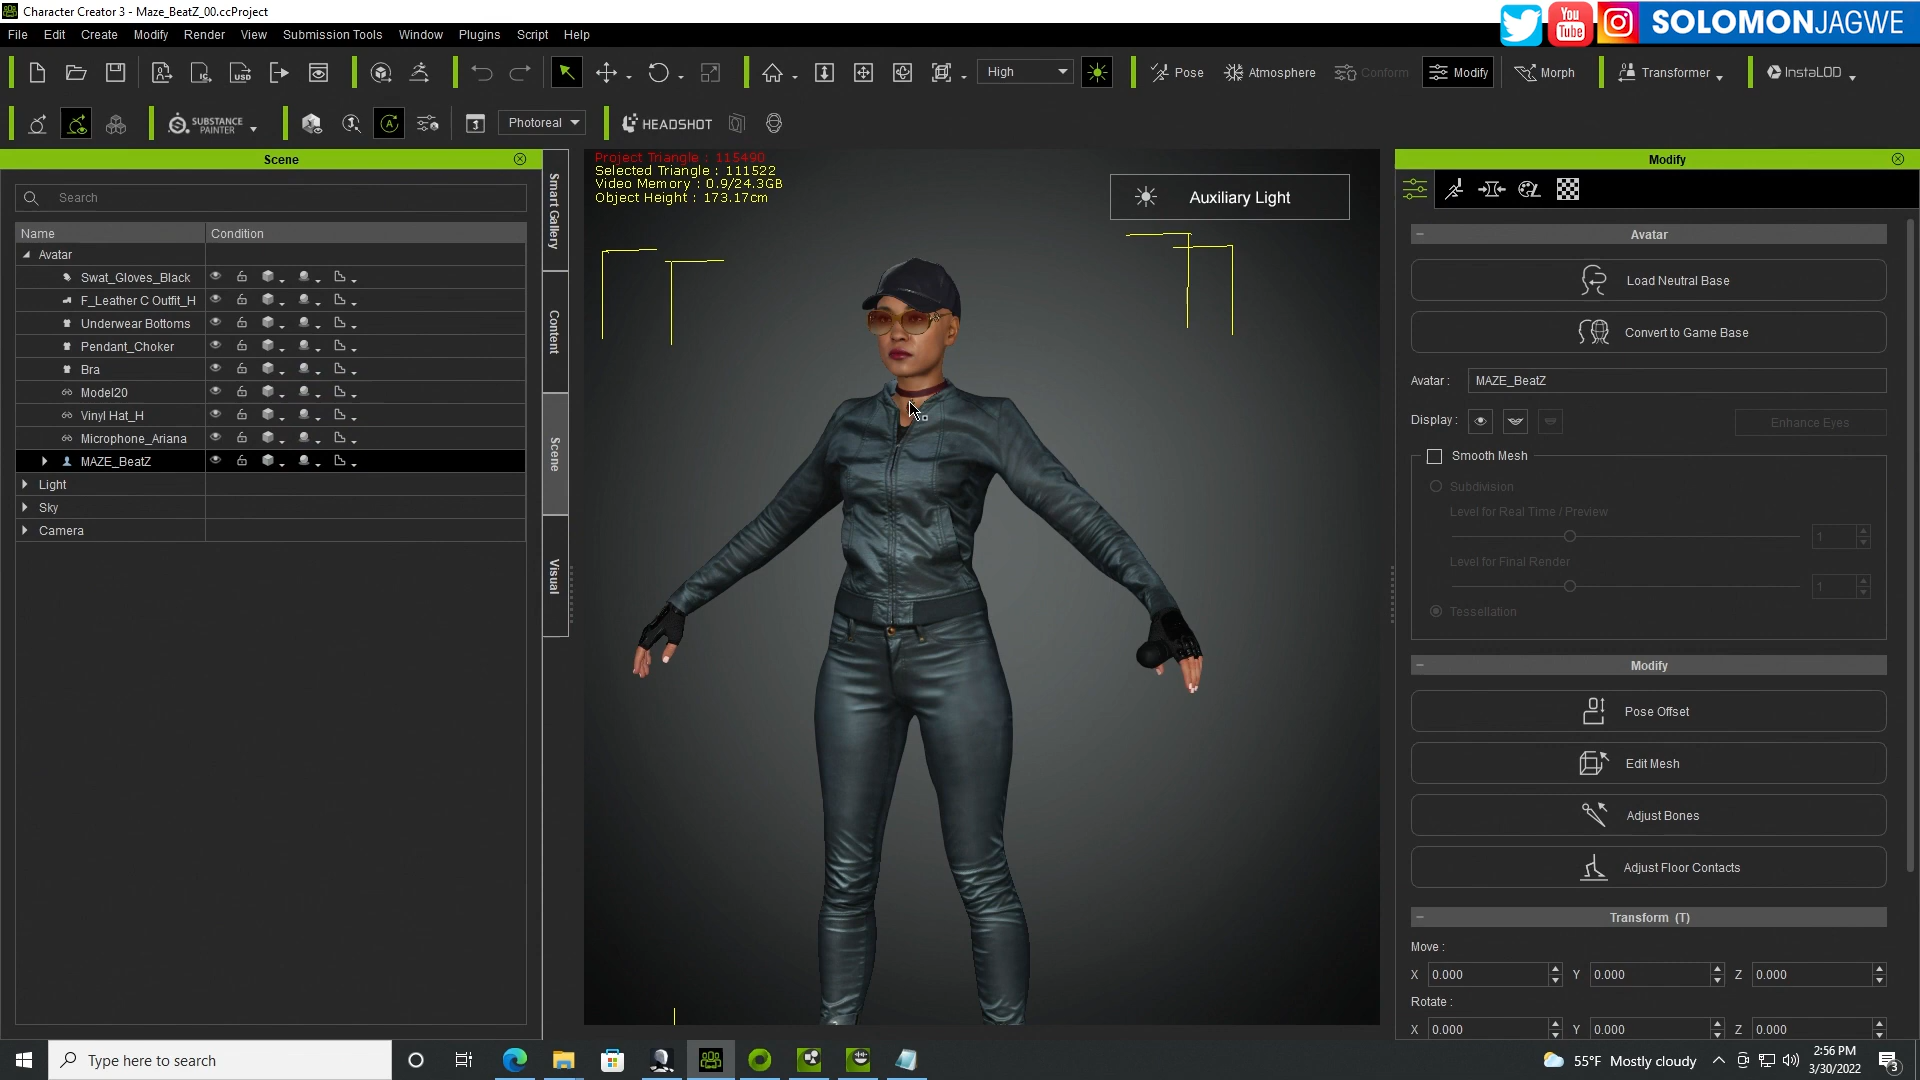 Character Creator 3 - Maze_BeatZ_00.ccProject
File Edit Create Modify Render View Submission Tools Window Plugins Script Help
You Tube
SOLOMONJAGWE
High
Pose
Atmosphere
Conform
Modify
Morph
Transformer
InstaLOD
SUBSTANCE PAINTER
Photoreal
HEADSHOT
Scene
Search
Name Condition
Avatar
Swat_Gloves_Black
F_Leather C Outfit_H
Underwear Bottoms
Pendant_Choker
Bra
Model20
Vinyl Hat_H
Microphone_Ariana
MAZE_BeatZ
Light
Sky
Camera
Smart Gallery
Content
Scene
Visual
Project Triangle : 115490
Selected Triangle : 111522
Video Memory : 0.9/24.3GB
Object Height : 173.17cm
Auxiliary Light
Modify
Avatar
Load Neutral Base
Convert to Game Base
Avatar : MAZE_BeatZ
Display :
Enhance Eyes
Smooth Mesh
Subdivision
Level for Real Time / Preview
1
Level for Final Render
1
Tessellation
Modify
Pose Offset
Edit Mesh
Adjust Bones
Adjust Floor Contacts
Transform (T)
Move :
X 0.000 Y 0.000 Z 0.000
Rotate :
X 0.000 Y 0.000 Z 0.000
Type here to search
55°F Mostly cloudy
2:56 PM
3/30/2022
3